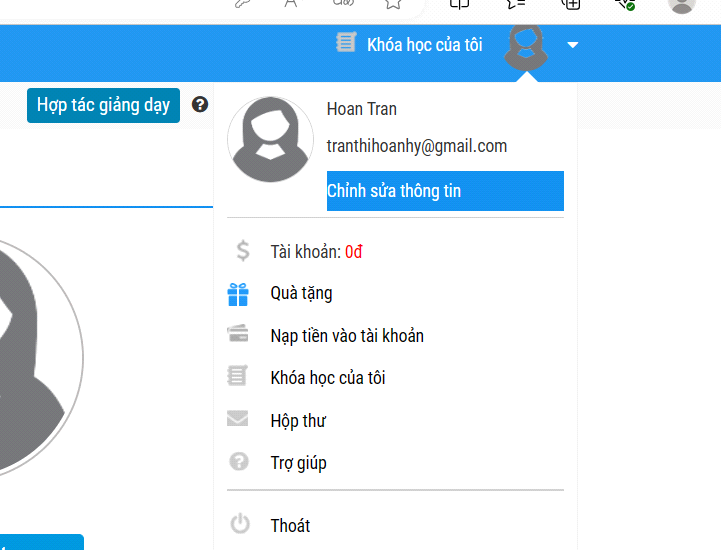 Khóa học của tôi
Hợp tác giảng dạy
Hoan Tran
tranthihoanhy@gmail.com
Chỉnh sửa thông tin
Tài khoản: 0đ
Quà tặng
Nạp tiền vào tài khoản
Khóa học của tôi
Hộp thư
Trợ giúp
Thoát